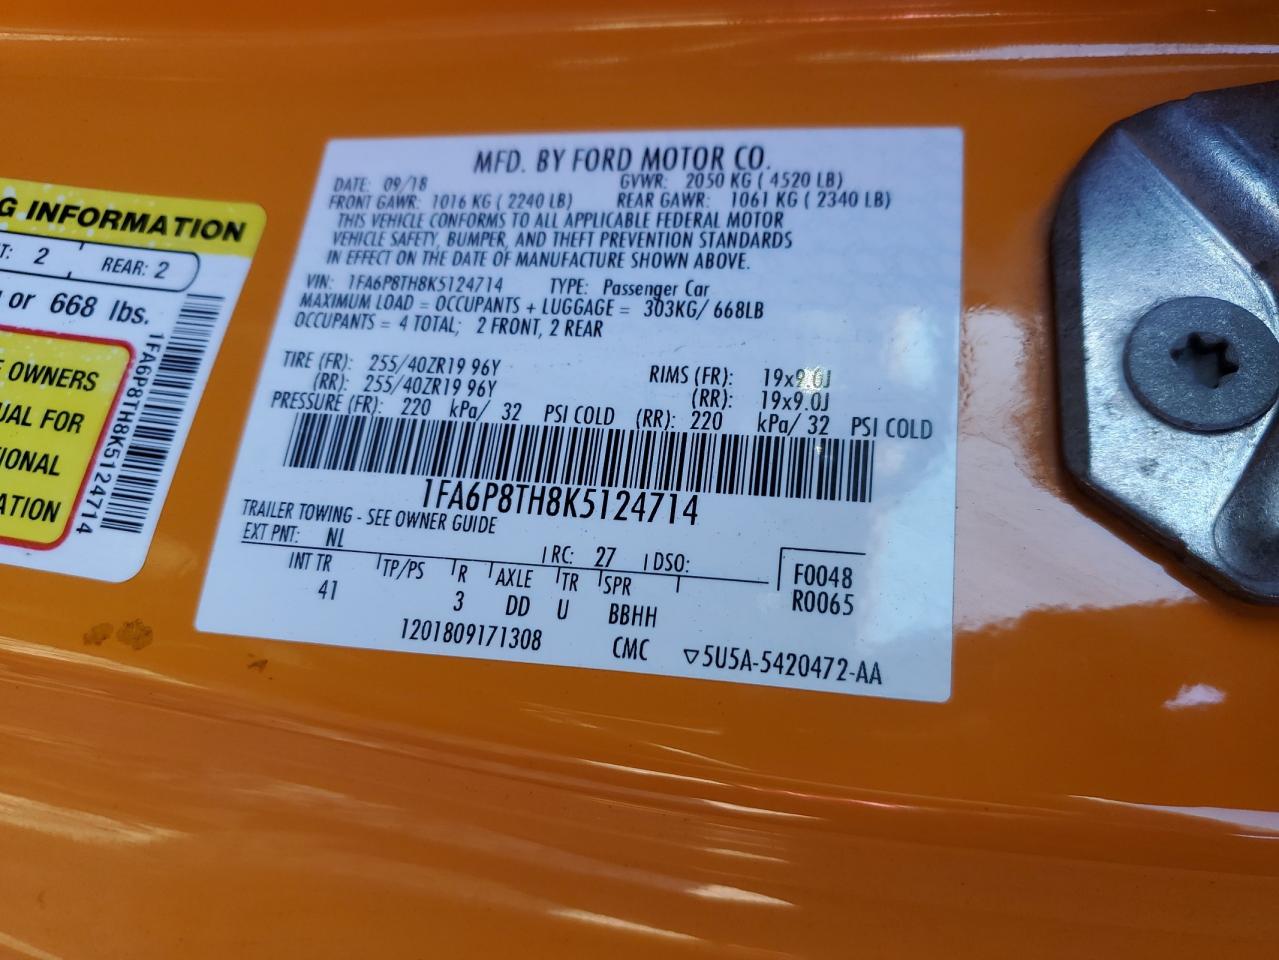 MFD. BY FORD MOTOR CO.
DATE: 09/18 GVWR: 2050 KG ( 4520 LB)
FRONT GAWR: 1016 KG ( 2240 LB) REAR GAWR: 1061 KG ( 2340 LB)
THIS VEHICLE CONFORMS TO ALL APPLICABLE FEDERAL MOTOR
VEHICLE SAFETY, BUMPER, AND THEFT PREVENTION STANDARDS
IN EFFECT ON THE DATE OF MANUFACTURE SHOWN ABOVE.
VIN: 1FA6P8TH8K5124714 TYPE: Passenger Car
MAXIMUM LOAD = OCCUPANTS + LUGGAGE = 303KG/ 668LB
OCCUPANTS = 4 TOTAL; 2 FRONT, 2 REAR
TIRE (FR): 255/40ZR19 96Y RIMS (FR): 19x9.0J
(RR): 255/40ZR19 96Y (RR): 19x9.0J
PRESSURE (FR): 220 kPa/ 32 PSI COLD (RR): 220 kPa/ 32 PSI COLD
1FA6P8TH8K5124714
TRAILER TOWING - SEE OWNER GUIDE
EXT PNT: NL RC: 27 DSO:
INT TR TP/PS R AXLE TR SPR F0048
41 3 DD U BBHH R0065
1201809171308 CMC ▽5U5A-5420472-AA
G INFORMATION
T: 2 REAR: 2
or 668 lbs.
OWNERS
UAL FOR
IONAL
ATION
1FA6P8TH8K5124714